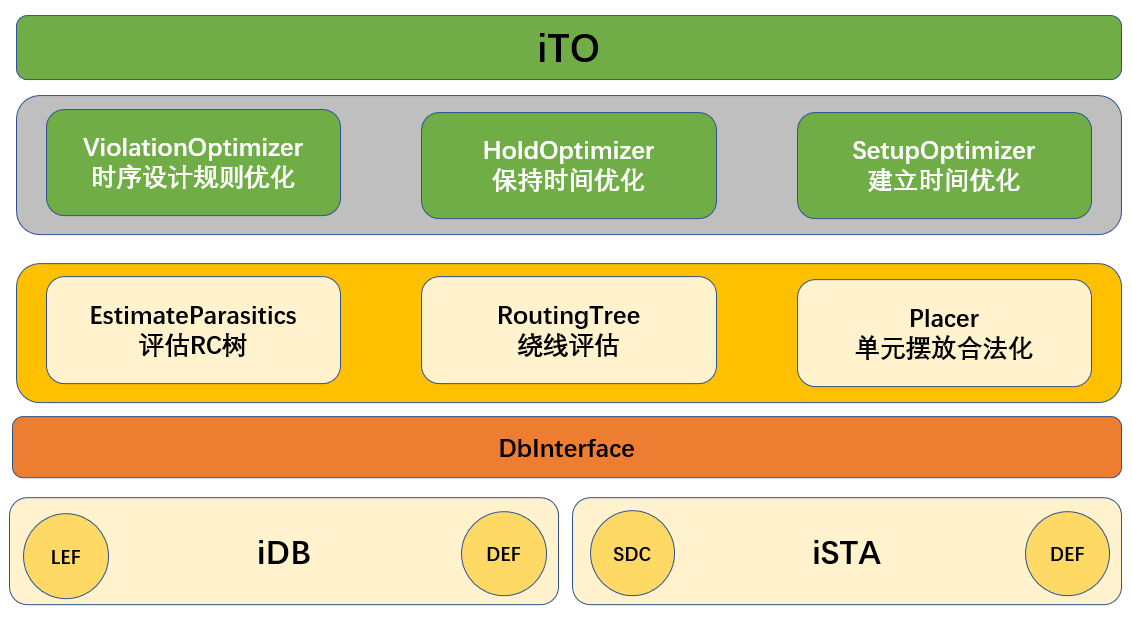 iTO
ViolationOptimizer
时序设计规则优化
HoldOptimizer
保持时间优化
SetupOptimizer
建立时间优化
EstimateParasitics
评估RC树
RoutingTree
绕线评估
Placer
单元摆放合法化
DbInterface
LEF
iDB
DEF
SDC
iSTA
DEF